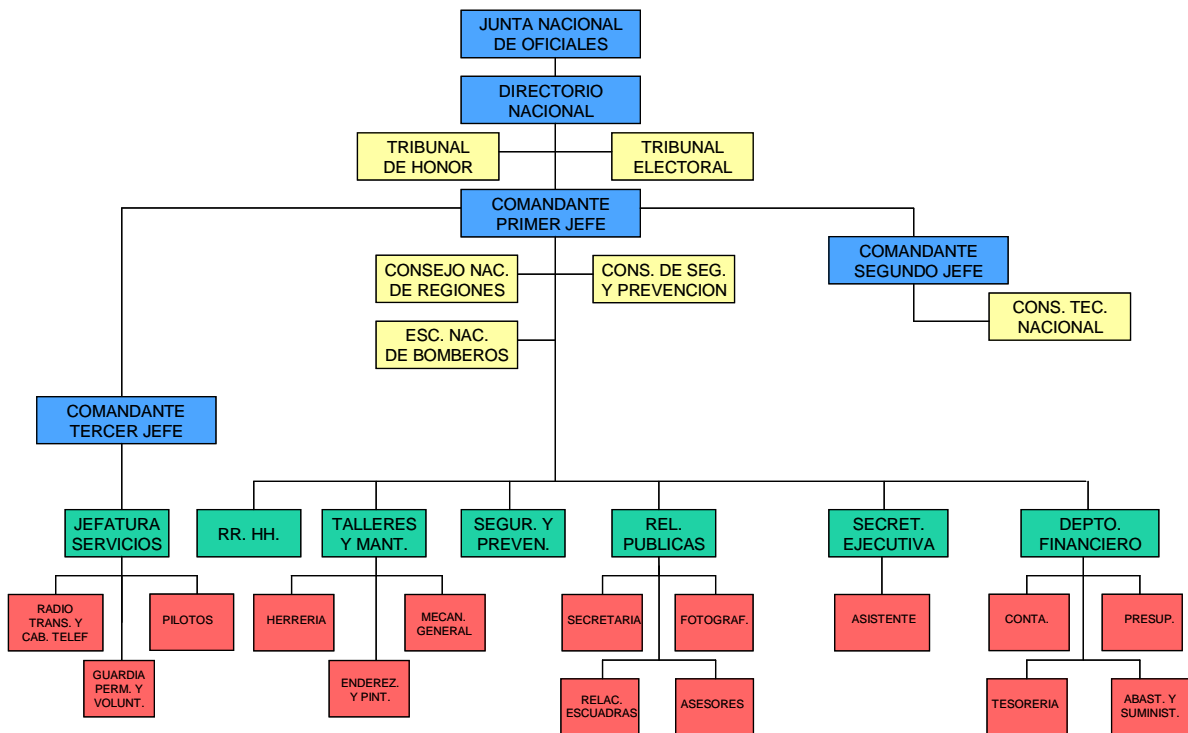 JUNTA NACIONAL
DE OFICIALES
DIRECTORIO
NACIONAL
TRIBUNAL
DE HONOR
TRIBUNAL
ELECTORAL
COMANDANTE
PRIMER JEFE
COMANDANTE
SEGUNDO JEFE
CONSEJO NAC.
DE REGIONES
CONS. DE SEG.
Y PREVENCION
CONS. TEC.
NACIONAL
ESC. NAC.
DE BOMBEROS
COMANDANTE
TERCER JEFE
JEFATURA
SERVICIOS
RR. HH.
TALLERES
Y MANT.
SEGUR. Y
PREVEN.
REL.
PUBLICAS
SECRET.
EJECUTIVA
DEPTO.
FINANCIERO
RADIO
TRANS. Y
CAB. TELEF
PILOTOS
HERRERIA
MECAN.
GENERAL
SECRETARIA
FOTOGRAF.
ASISTENTE
CONTA.
PRESUP.
GUARDIA
PERM. Y
VOLUNT.
ENDEREZ.
Y PINT.
RELAC.
ESCUADRAS
ASESORES
TESORERIA
ABAST. Y
SUMINIST.